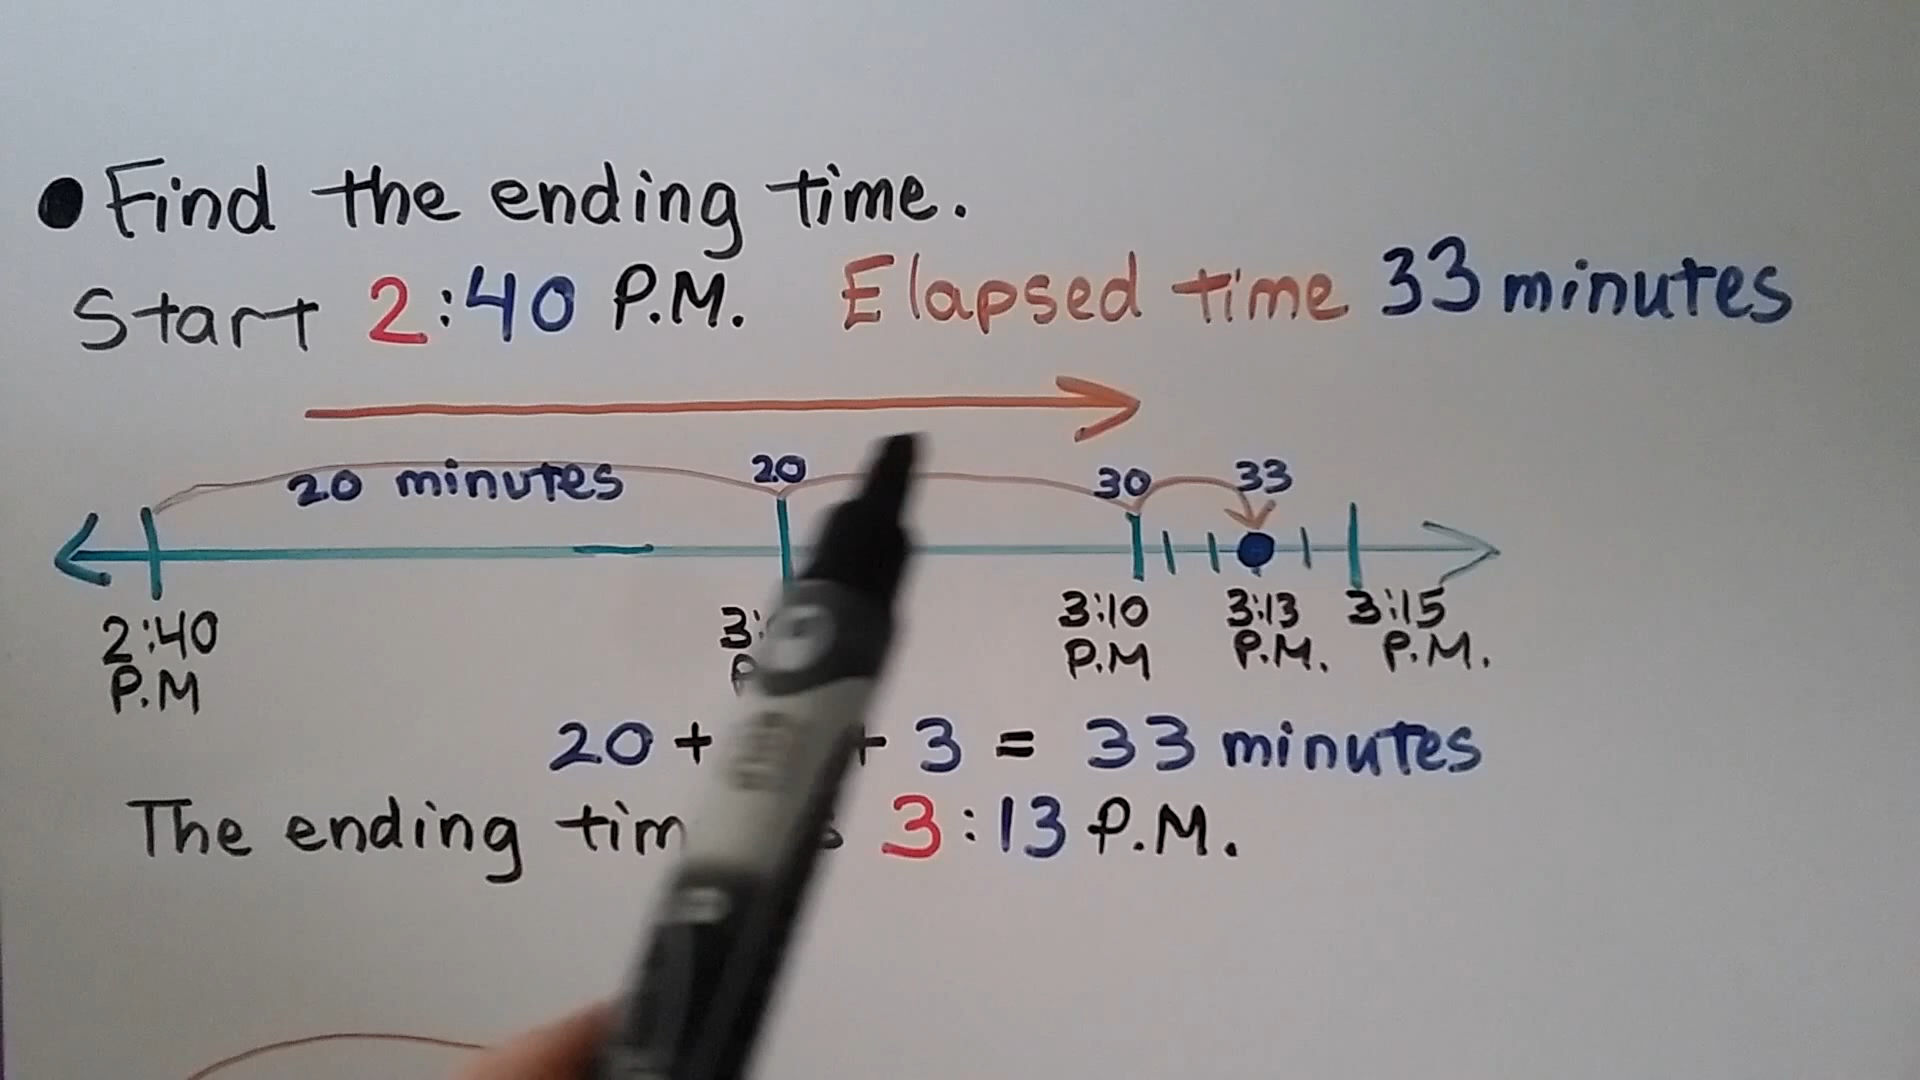 Find the ending time.
Start 2:40 P.M. Elapsed time 33 minutes
20 minutes 20 30 33
2:40 P.M 3: 3:10 P.M 3:13 P.M. 3:15 P.M.
20 + + 3 = 33 minutes
The ending 3:13 P.M.